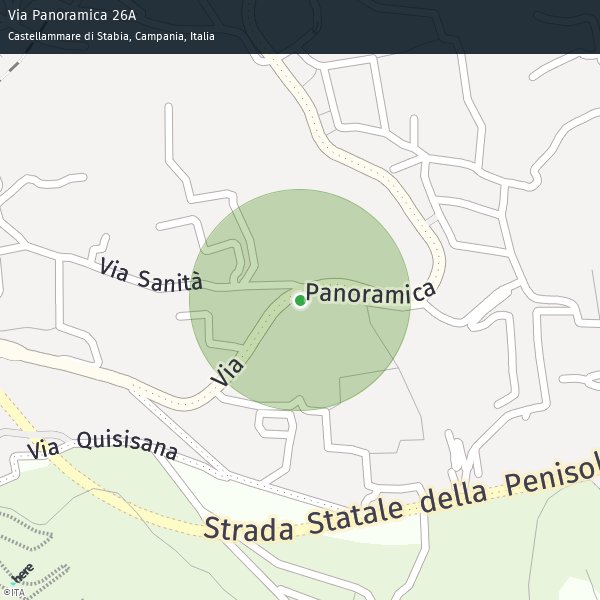 Via Panoramica 26A
Castellammare di Stabia, Campania, Italia
Via Sanità
Panoramica
Via
Via Quisisana
Strada Statale della Penisol
here
©ITA